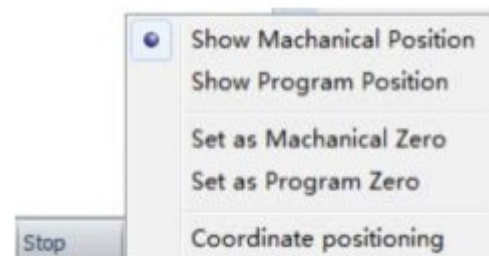 Show Machanical Position
Show Program Position
Set as Machanical Zero
Set as Program Zero
Coordinate positioning
Stop